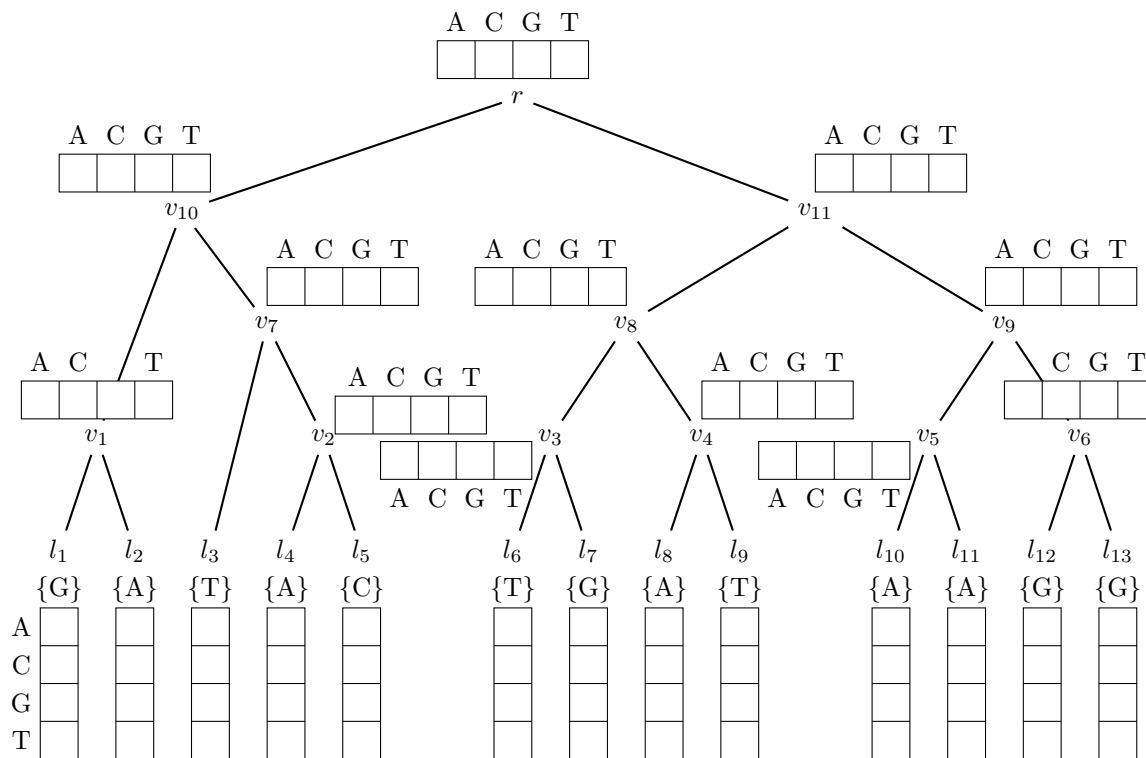 A C G T
r
A C G T
A C G T
v10
v11
A C G T
A C G T
A C G T
v7
v8
v9
A C T
A C G T
A C G T
C G T
v1
v2
v3
v4
v5
v6
A C G T
A C G T
l1 l2 l3 l4 l5 l6 l7 l8 l9 l10 l11 l12 l13
{G} {A} {T} {A} {C} {T} {G} {A} {T} {A} {A} {G} {G}
A
C
G
T